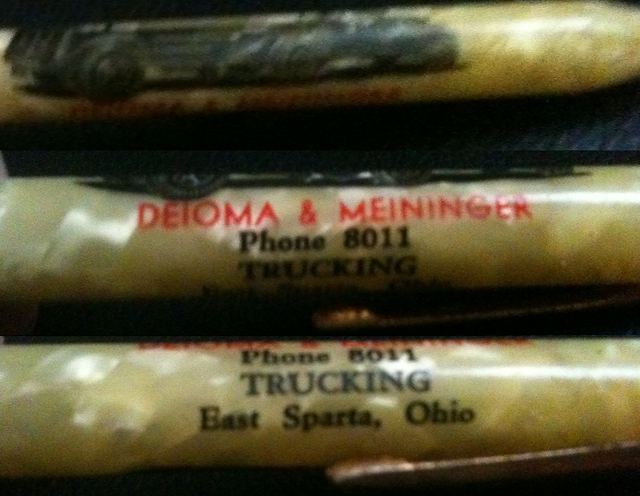 DEIOMA & MEININGER
Phone 8011
TRUCKING
Phone 8011
TRUCKING
East Sparta, Ohio